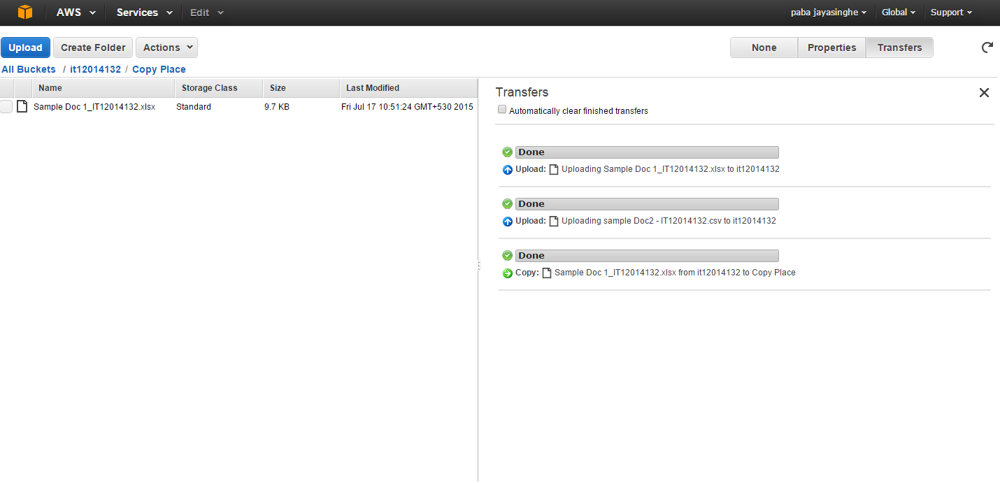 AWS Services Edit paba jayasinghe Global Support
Upload Create Folder Actions None Properties Transfers
All Buckets / it12014132 / Copy Place
Name Storage Class Size Last Modified
Sample Doc 1_IT12014132.xlsx Standard 9.7 KB Fri Jul 17 10:51:24 GMT+530 2015
Transfers
Automatically clear finished transfers
Done
Upload: Uploading Sample Doc 1_IT12014132.xlsx to it12014132
Done
Upload: Uploading sample Doc2 - IT12014132.csv to it12014132
Done
Copy: Sample Doc 1_IT12014132.xlsx from it12014132 to Copy Place